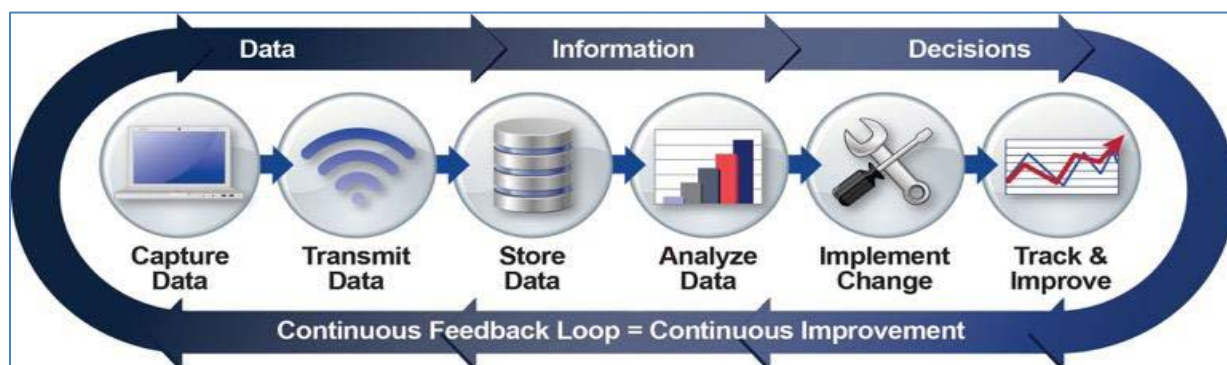 Data
Information
Decisions
Capture
Data
Transmit
Data
Store
Data
Analyze
Data
Implement
Change
Track &
Improve
Continuous Feedback Loop = Continuous Improvement